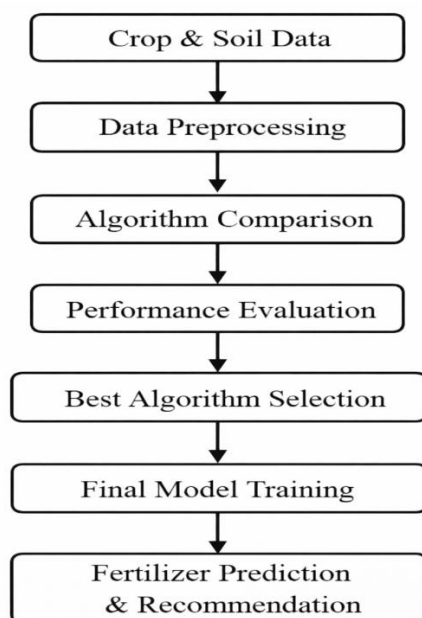 Crop & Soil Data
Data Preprocessing
Algorithm Comparison
Performance Evaluation
Best Algorithm Selection
Final Model Training
Fertilizer Prediction
& Recommendation